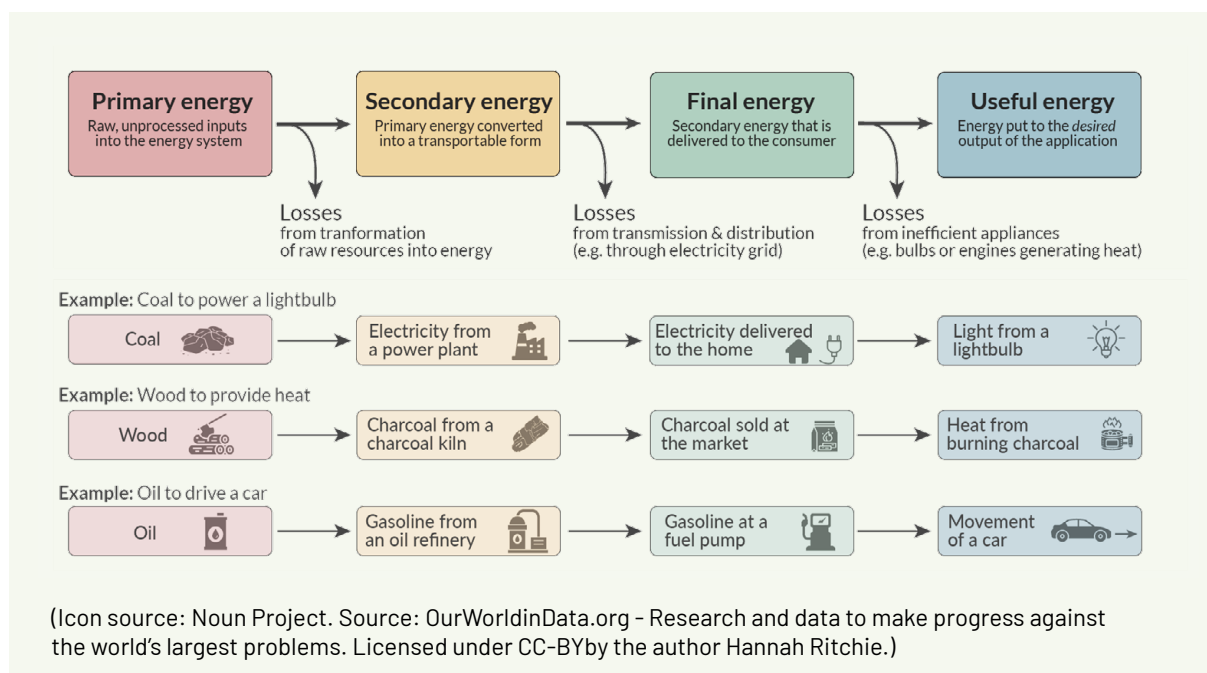 Primary energy
Raw, unprocessed inputs
into the energy system
Secondary energy
Primary energy converted
into a transportable form
Final energy
Secondary energy that is
delivered to the consumer
Useful energy
Energy put to the desired
output of the application
Losses
from tranformation
of raw resources into energy
Losses
from transmission & distribution
(e.g. through electricity grid)
Losses
from inefficient appliances
(e.g. bulbs or engines generating heat)
Example: Coal to power a lightbulb
Coal
Electricity from
a power plant
Electricity delivered
to the home
Light from a
lightbulb
Example: Wood to provide heat
Wood
Charcoal from a
charcoal kiln
Charcoal sold at
the market
Heat from
burning charcoal
Example: Oil to drive a car
Oil
Gasoline from
an oil refinery
Gasoline at a
fuel pump
Movement
of a car
(Icon source: Noun Project. Source: OurWorldinData.org - Research and data to make progress against
the world's largest problems. Licensed under CC-BYby the author Hannah Ritchie.)